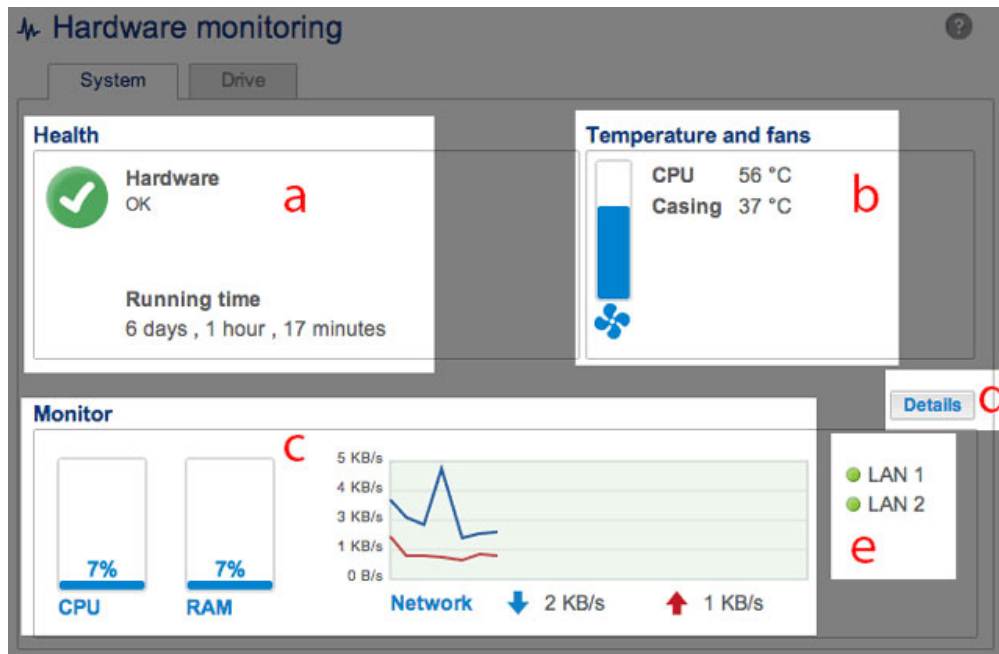 Hardware monitoring
?
System Drive
Health
Hardware
OK
a
Running time
6 days , 1 hour , 17 minutes
Temperature and fans
CPU 56 °C
Casing 37 °C
b
Details
Monitor
c
5 KB/s
4 KB/s
3 KB/s
1 KB/s
0 B/s
7%
CPU
7%
RAM
Network 2 KB/s 1 KB/s
LAN 1
LAN 2
e